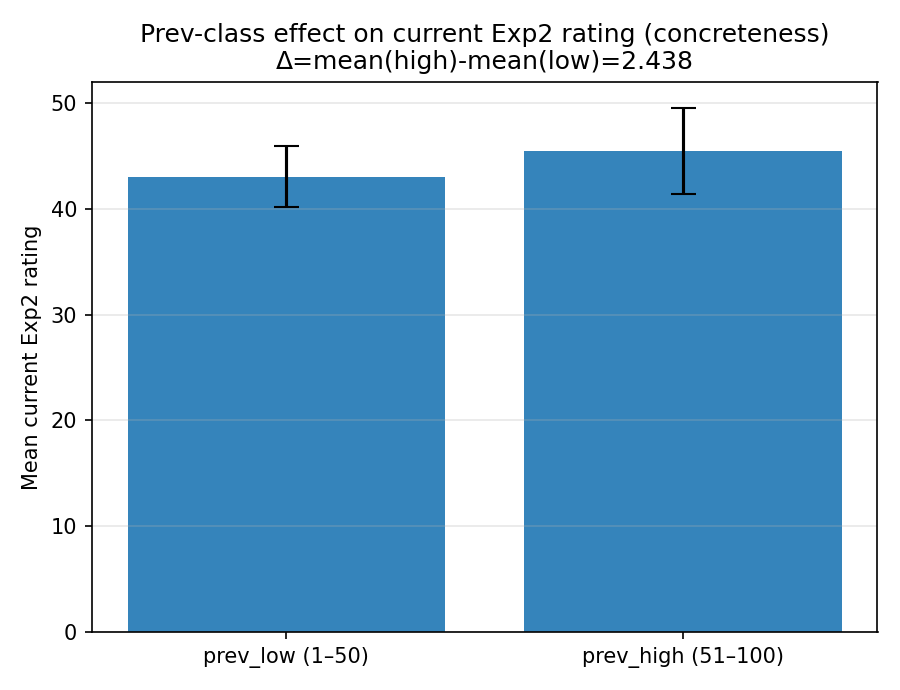 Prev-class effect on current Exp2 rating (concreteness)
Δ=mean(high)-mean(low)=2.438
Mean current Exp2 rating
50
40
30
20
10
0
prev_low (1–50)
prev_high (51–100)